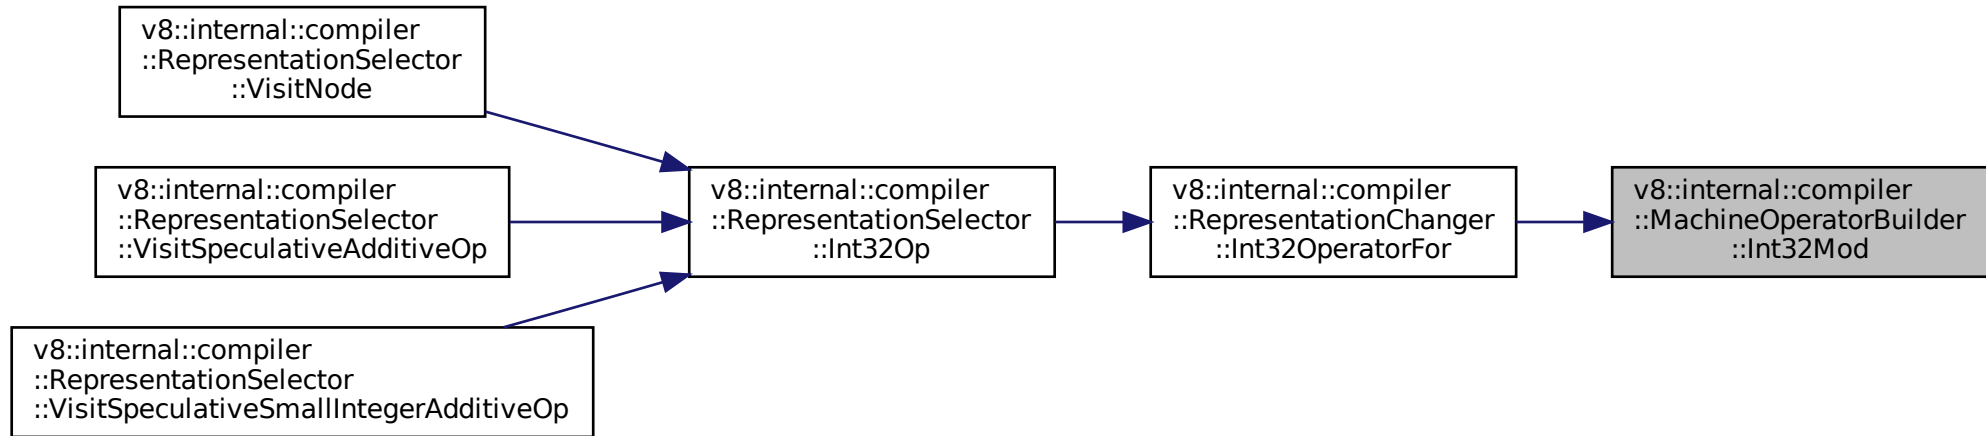 v8::internal::compiler
::RepresentationSelector
::VisitNode
v8::internal::compiler
::RepresentationSelector
::VisitSpeculativeAdditiveOp
v8::internal::compiler
::RepresentationSelector
::VisitSpeculativeSmallIntegerAdditiveOp
v8::internal::compiler
::RepresentationSelector
::Int32Op
v8::internal::compiler
::RepresentationChanger
::Int32OperatorFor
v8::internal::compiler
::MachineOperatorBuilder
::Int32Mod